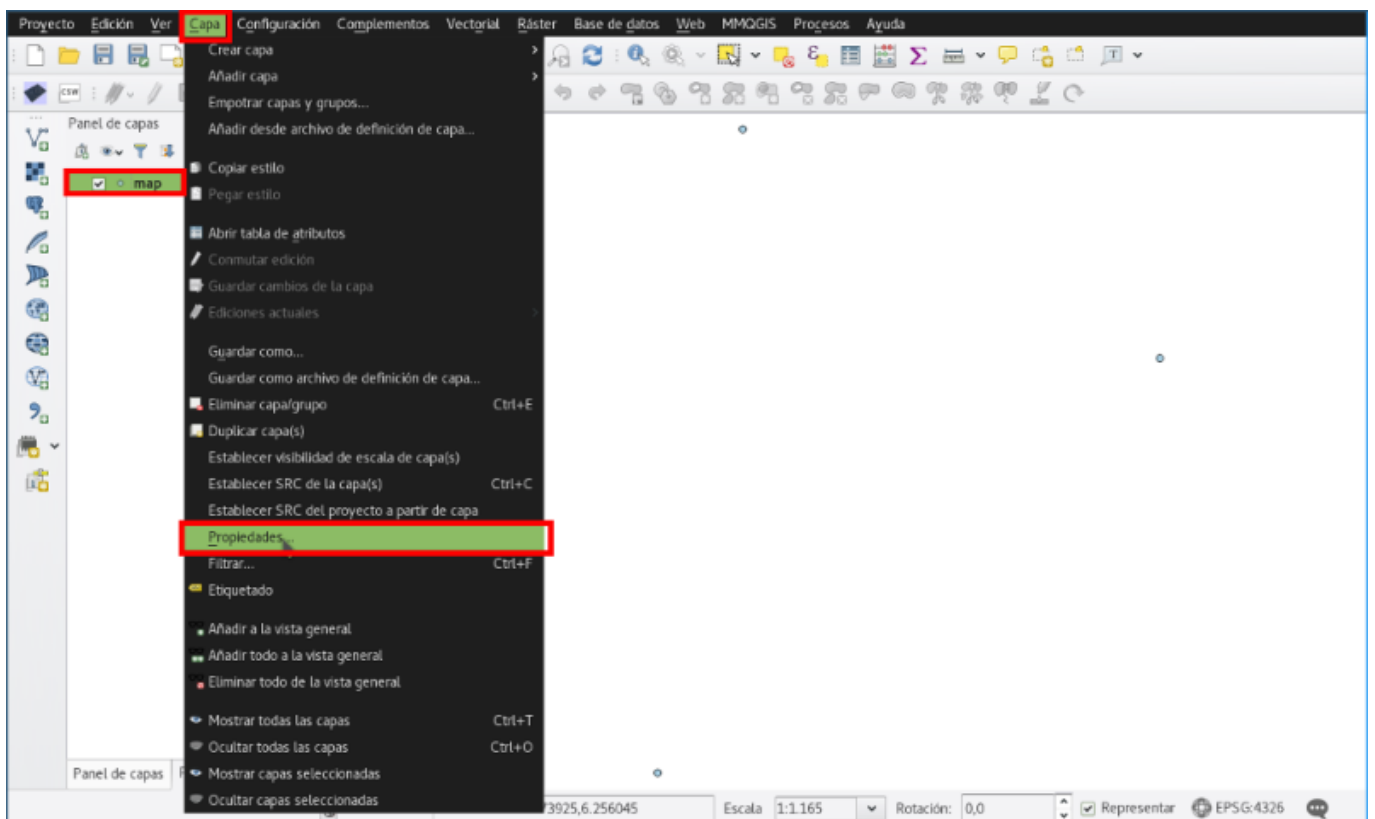 Proyecto Edición Ver Capa Configuración Complementos Vectorial Ráster Base de datos Web MMQGIS Procesos Ayuda
Crear capa
Añadir capa
CSW
Empotrar capas y grupos...
Panel de capas
Añadir desde archivo de definición de capa...
Copiar estilo
map
Pegar estilo
Abrir tabla de atributos
Conmutar edición
Guardar cambios de la capa
Ediciones actuales
Guardar como...
Guardar como archivo de definición de capa...
Eliminar capa/grupo Ctrl+E
Duplicar capa(s)
Establecer visibilidad de escala de capa(s)
Establecer SRC de la capa(s) Ctrl+C
Establecer SRC del proyecto a partir de capa
Propiedades...
Filtrar... Ctrl+F
Etiquetado
Añadir a la vista general
Añadir todo a la vista general
Eliminar todo de la vista general
Mostrar todas las capas Ctrl+T
Ocultar todas las capas Ctrl+O
Panel de capas
Mostrar capas seleccionadas
Ocultar capas seleccionadas
3925,6.256045 Escala 1:1.165 Rotación: 0,0 Representar EPSG:4326